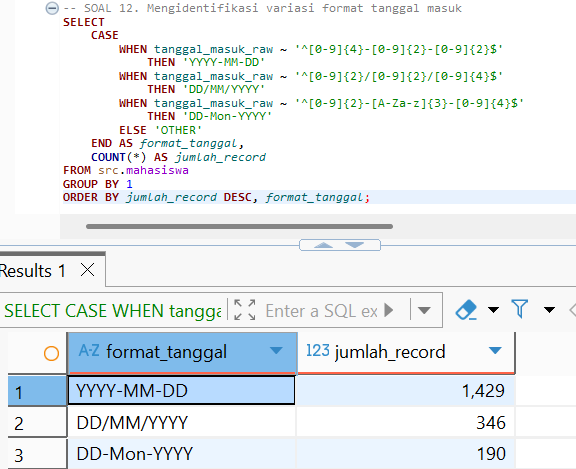 -- SOAL 12. Mengidentifikasi variasi format tanggal masuk
SELECT
CASE
WHEN tanggal_masuk_raw ~ '^[0-9]{4}-[0-9]{2}-[0-9]{2}$'
THEN 'YYYY-MM-DD'
WHEN tanggal_masuk_raw ~ '^[0-9]{2}/[0-9]{2}/[0-9]{4}$'
THEN 'DD/MM/YYYY'
WHEN tanggal_masuk_raw ~ '^[0-9]{2}-[A-Za-z]{3}-[0-9]{4}$'
THEN 'DD-Mon-YYYY'
ELSE 'OTHER'
END AS format_tanggal,
COUNT(*) AS jumlah_record
FROM src.mahasiswa
GROUP BY 1
ORDER BY jumlah_record DESC, format_tanggal;
Results 1
SELECT CASE WHEN tangga Enter a SQL ex
A-Z format_tanggal 123 jumlah_record
1 YYYY-MM-DD 1,429
2 DD/MM/YYYY 346
3 DD-Mon-YYYY 190